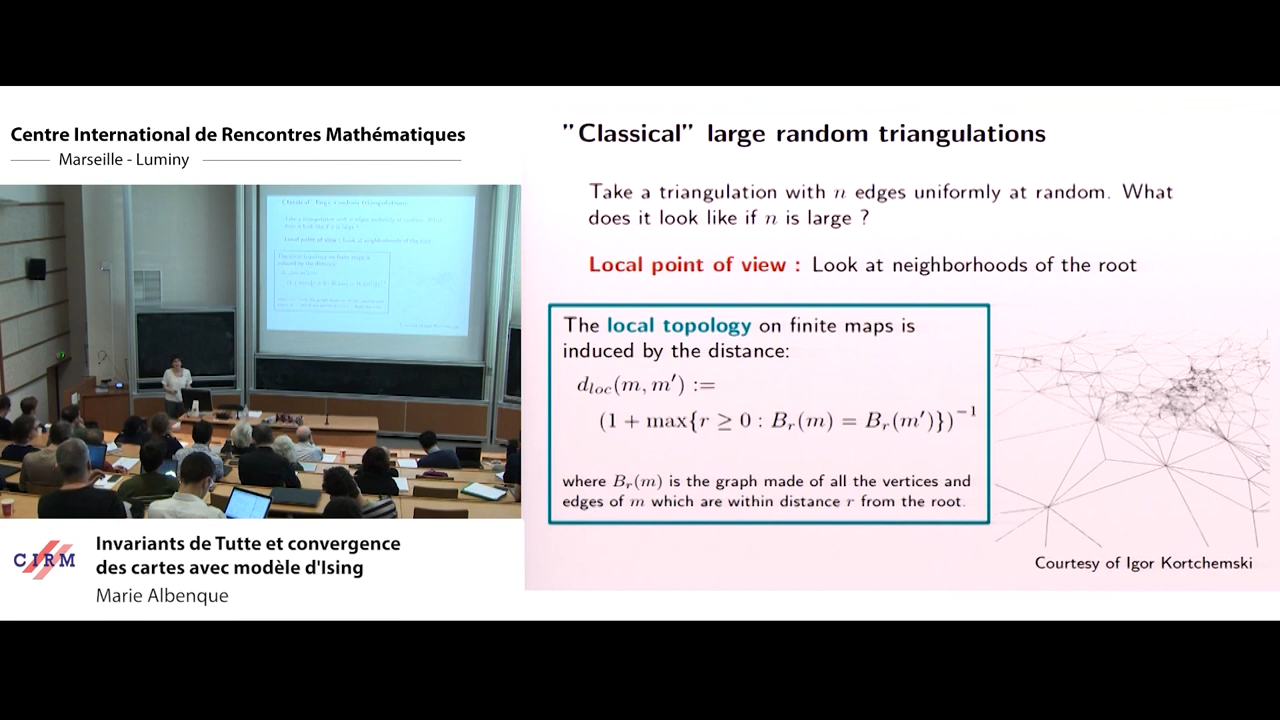 Centre International de Rencontres Mathématiques
Marseille - Luminy
"Classical" large random triangulations
Take a triangulation with n edges uniformly at random. What
does it look like if n is large ?
Local point of view : Look at neighborhoods of the root
The local topology on finite maps is
induced by the distance:
d_{loc}(m, m′) :=
(1 + max{r ≥ 0 : B_r(m) = B_r(m′)})^{−1}
where B_r(m) is the graph made of all the vertices and
edges of m which are within distance r from the root.
Courtesy of Igor Kortchemski
CIRM
Invariants de Tutte et convergence
des cartes avec modèle d'Ising
Marie Albenque